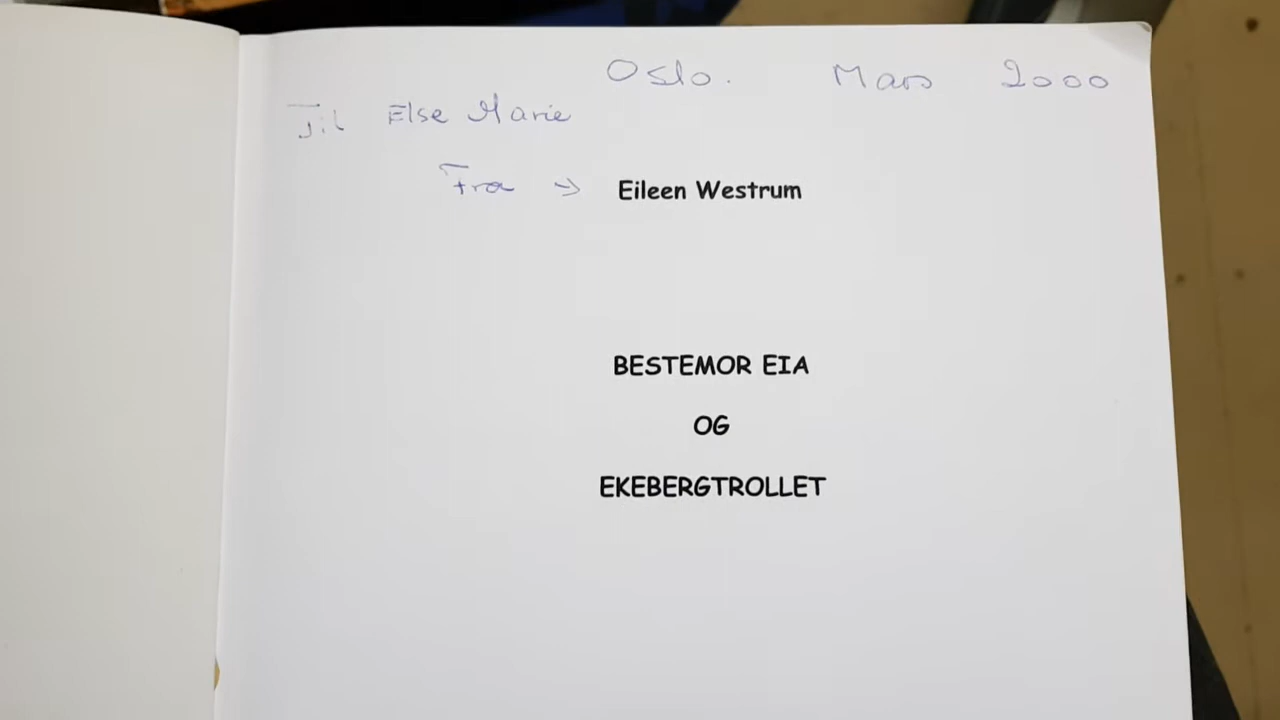 Oslo. Mars 2000
Til Else Marie
Fra → Eileen Westrum
BESTEMOR EIA
OG
EKEBERGTROLLET